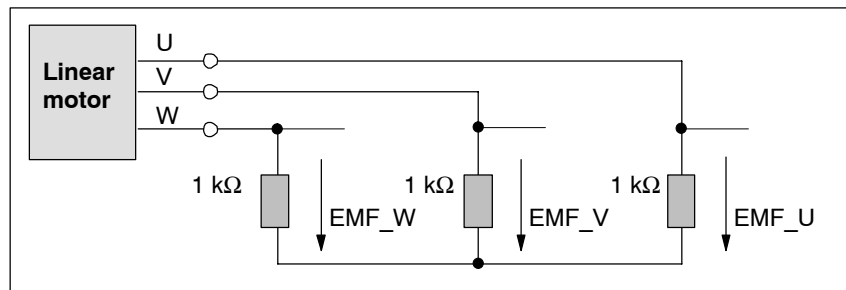 Linear
motor
U
V
W
1 kΩ
EMF_W
1 kΩ
EMF_V
1 kΩ
EMF_U